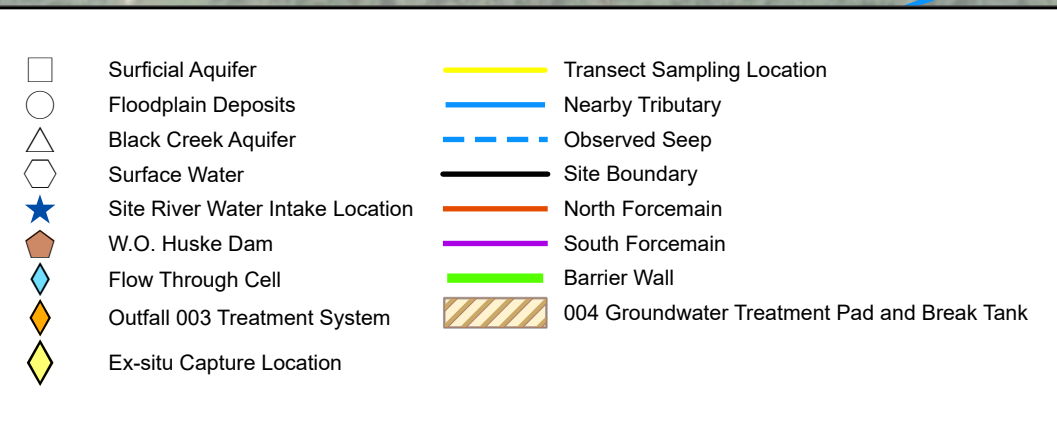 Surficial Aquifer
Floodplain Deposits
Black Creek Aquifer
Surface Water
Site River Water Intake Location
W.O. Huske Dam
Flow Through Cell
Outfall 003 Treatment System
Ex-situ Capture Location
Transect Sampling Location
Nearby Tributary
Observed Seep
Site Boundary
North Forcemain
South Forcemain
Barrier Wall
004 Groundwater Treatment Pad and Break Tank